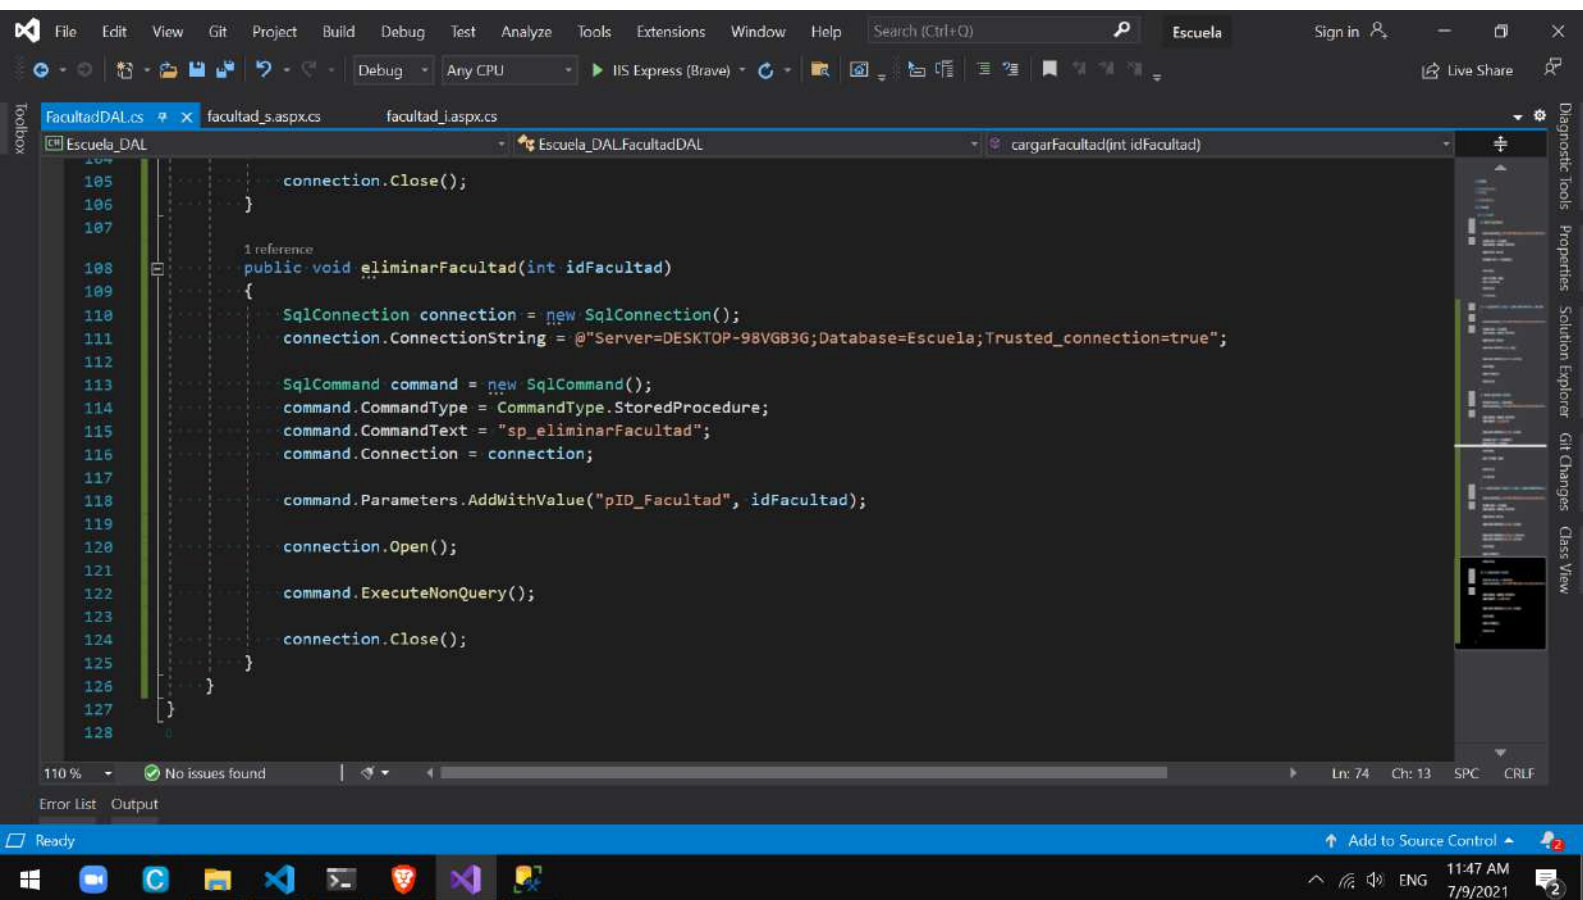 File Edit View Git Project Build Debug Test Analyze Tools Extensions Window Help Search (Ctrl+Q) Escuela Sign in
Debug Any CPU IIS Express (Brave) Live Share
Toolbox
FacultadDAL.cs facultad_s.aspx.cs facultad_i.aspx.cs
Escuela_DAL Escuela_DAL.FacultadDAL cargarFacultad(int idFacultad)
104
105 connection.Close();
106 }
107
1 reference
108 public void eliminarFacultad(int idFacultad)
109 {
110 SqlConnection connection = new SqlConnection();
111 connection.ConnectionString = @"Server=DESKTOP-98VGB3G;Database=Escuela;Trusted_connection=true";
112
113 SqlCommand command = new SqlCommand();
114 command.CommandType = CommandType.StoredProcedure;
115 command.CommandText = "sp_eliminarFacultad";
116 command.Connection = connection;
117
118 command.Parameters.AddWithValue("pID_Facultad", idFacultad);
119
120 connection.Open();
121
122 command.ExecuteNonQuery();
123
124 connection.Close();
125 }
126 }
127 }
128
Diagnostic Tools
Properties
Solution Explorer
Git Changes
Class View
110 % No issues found Ln: 74 Ch: 13 SPC CRLF
Error List Output
Ready Add to Source Control 2
ENG 11:47 AM
7/9/2021 2